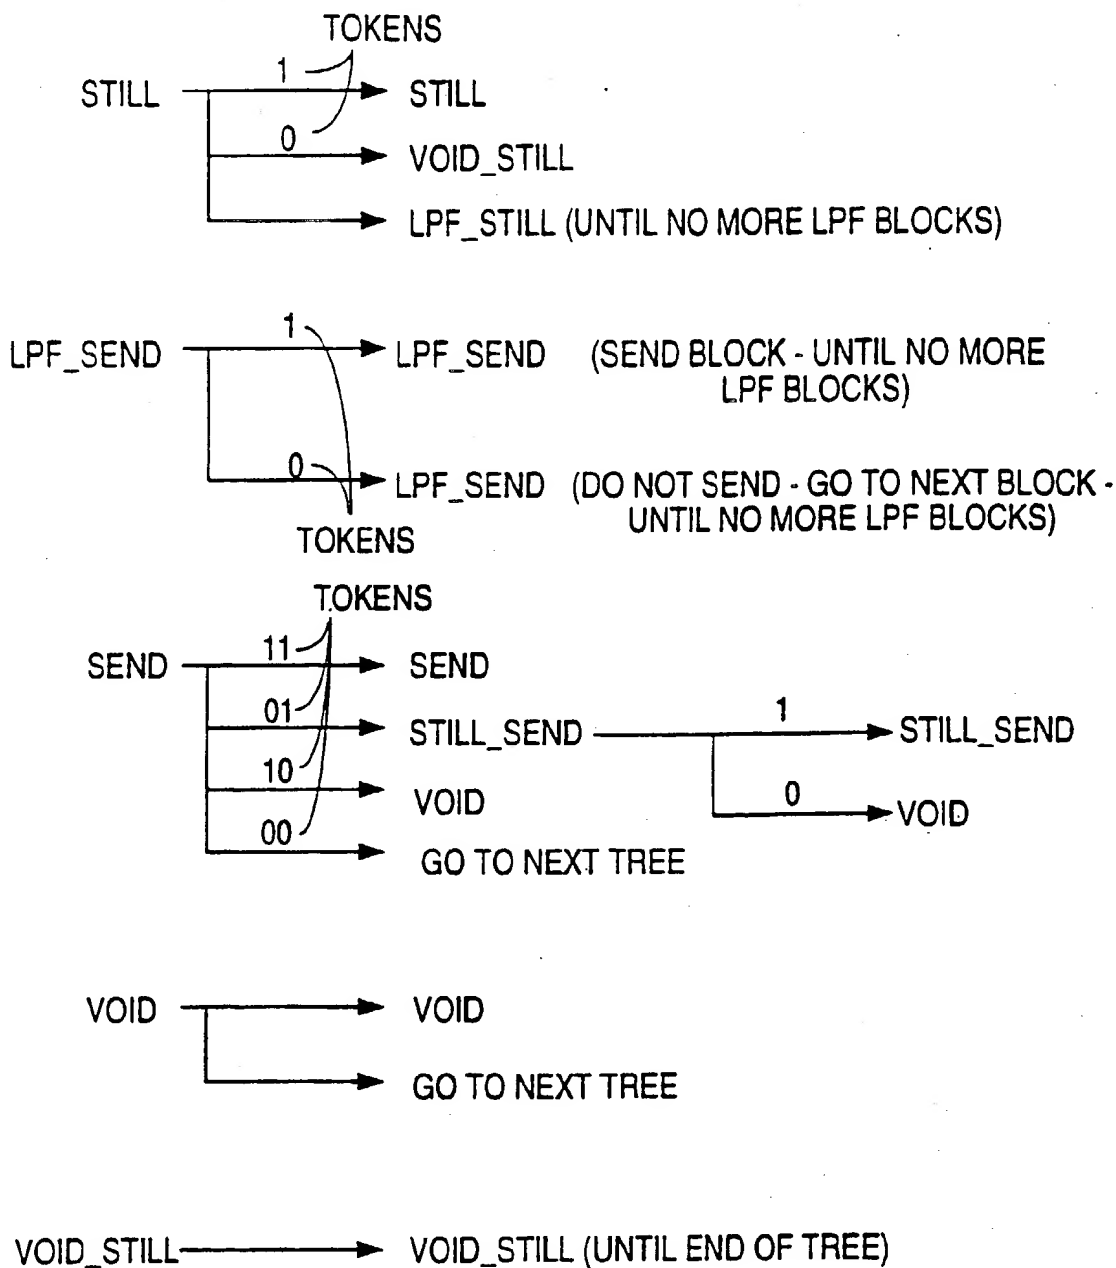 TOKENS
STILL 1 STILL
0 VOID_STILL
LPF_STILL (UNTIL NO MORE LPF BLOCKS)
LPF_SEND 1 LPF_SEND (SEND BLOCK - UNTIL NO MORE
LPF BLOCKS)
0 LPF_SEND (DO NOT SEND - GO TO NEXT BLOCK -
UNTIL NO MORE LPF BLOCKS)
TOKENS
TOKENS
SEND 11 SEND
01 STILL_SEND 1 STILL_SEND
10 VOID 0 VOID
00 GO TO NEXT TREE
VOID VOID
GO TO NEXT TREE
VOID_STILL VOID_STILL (UNTIL END OF TREE)